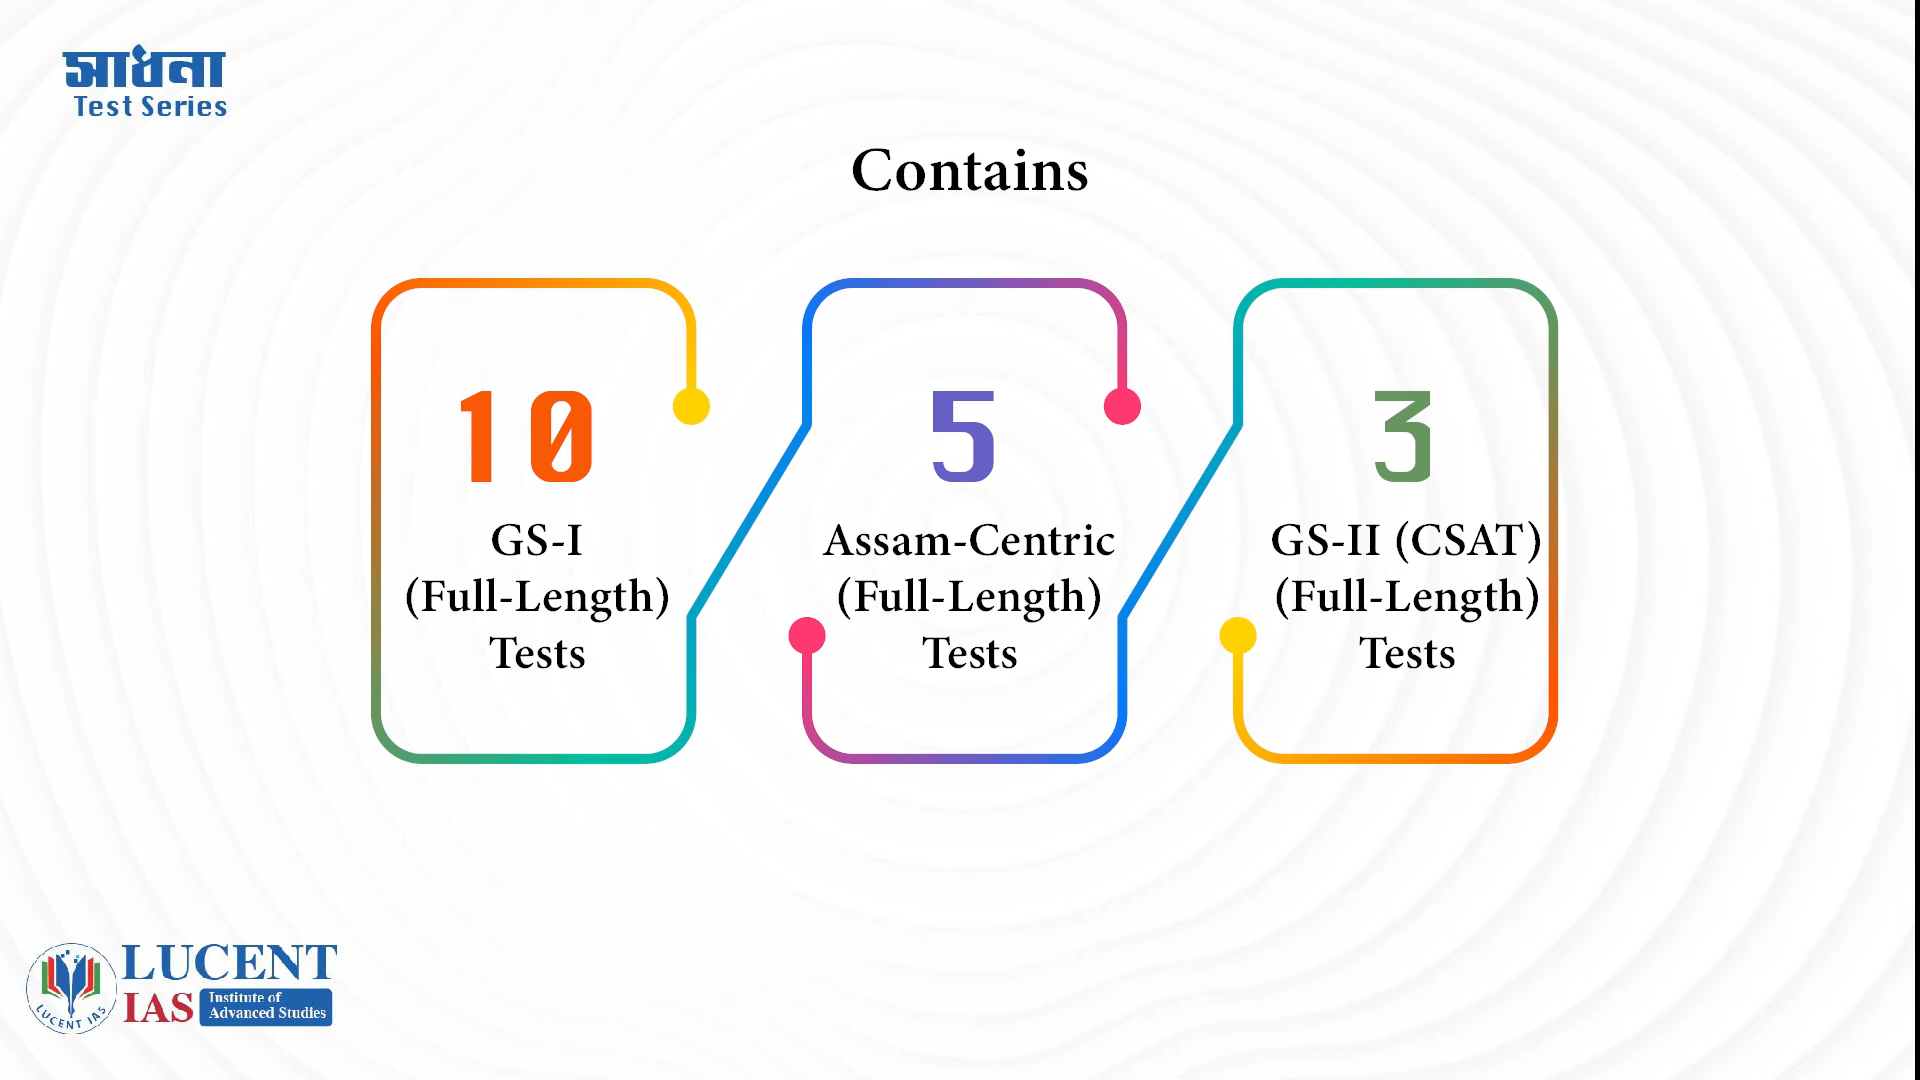 সাধনা
Test Series
Contains
10
GS-I
(Full-Length)
Tests
5
Assam-Centric
(Full-Length)
Tests
3
GS-II (CSAT)
(Full-Length)
Tests
LUCENT IAS
LUCENT
IAS
Institute of
Advanced Studies